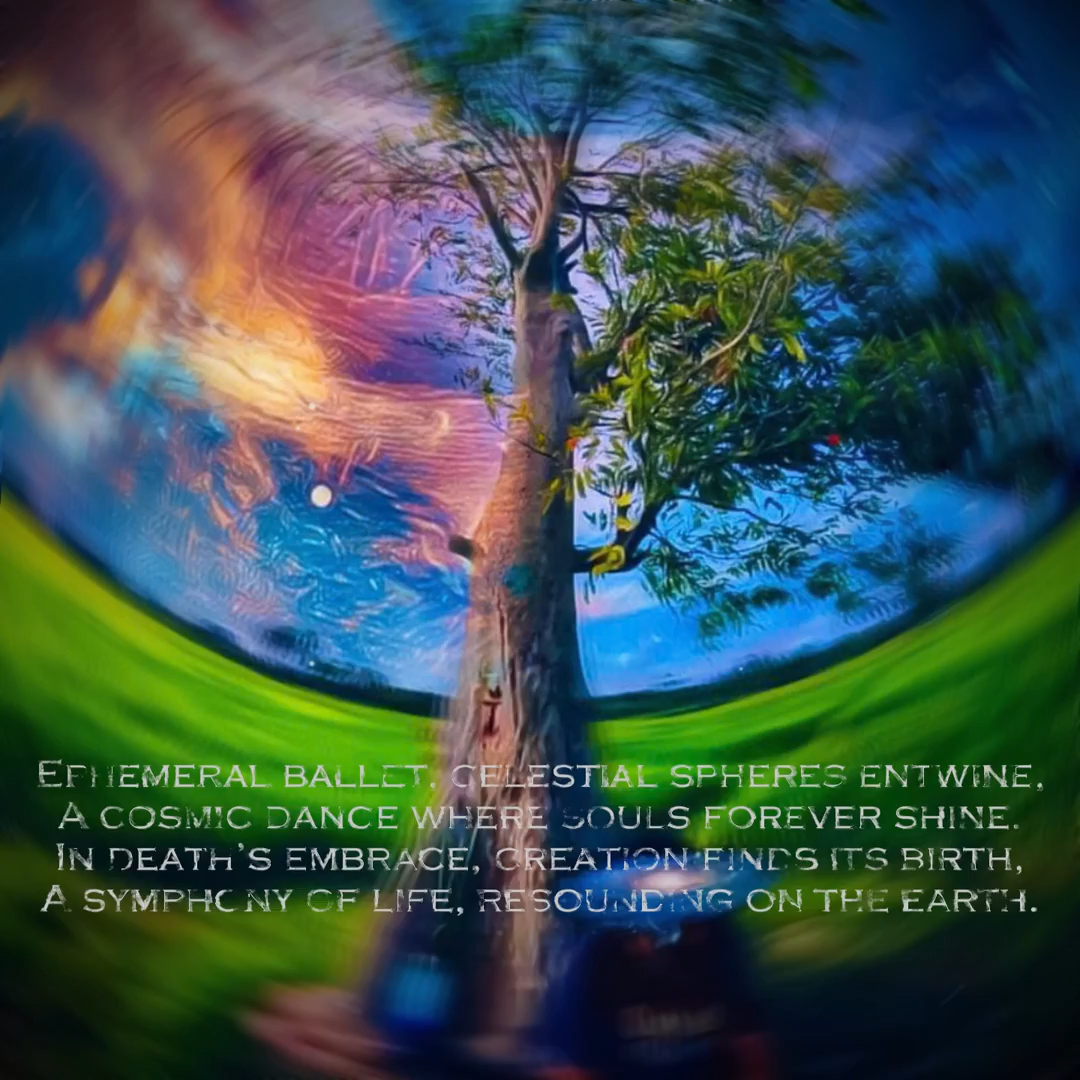 Ephemeral ballet, celestial spheres entwine,
A cosmic dance where souls forever shine.
In death's embrace, creation finds its birth,
A symphony of life, resounding on the earth.